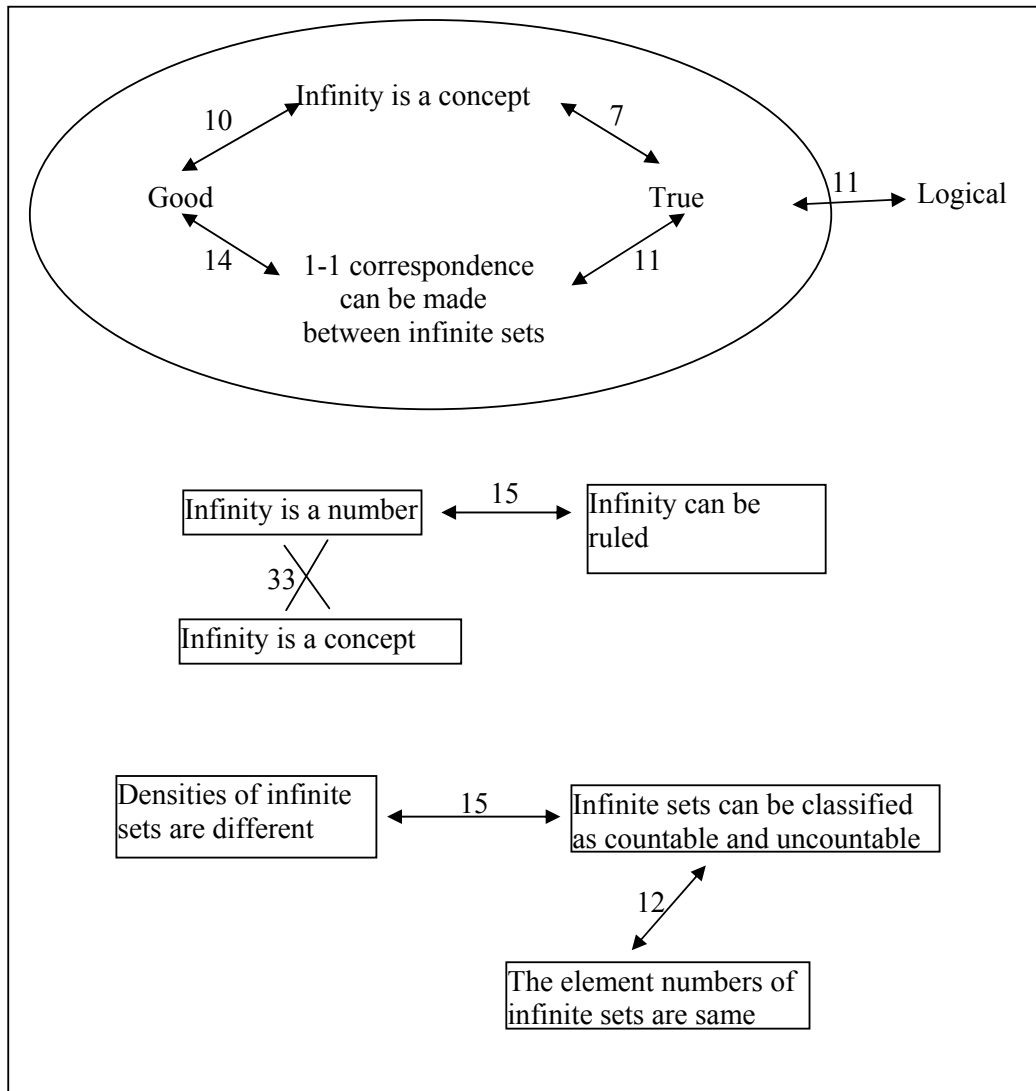 Infinity is a concept
10
7
Good
True
11
Logical
14
11
1-1 correspondence
can be made
between infinite sets
Infinity is a number
15
Infinity can be
ruled
33
Infinity is a concept
Densities of infinite
sets are different
15
Infinite sets can be classified
as countable and uncountable
12
The element numbers of
infinite sets are same